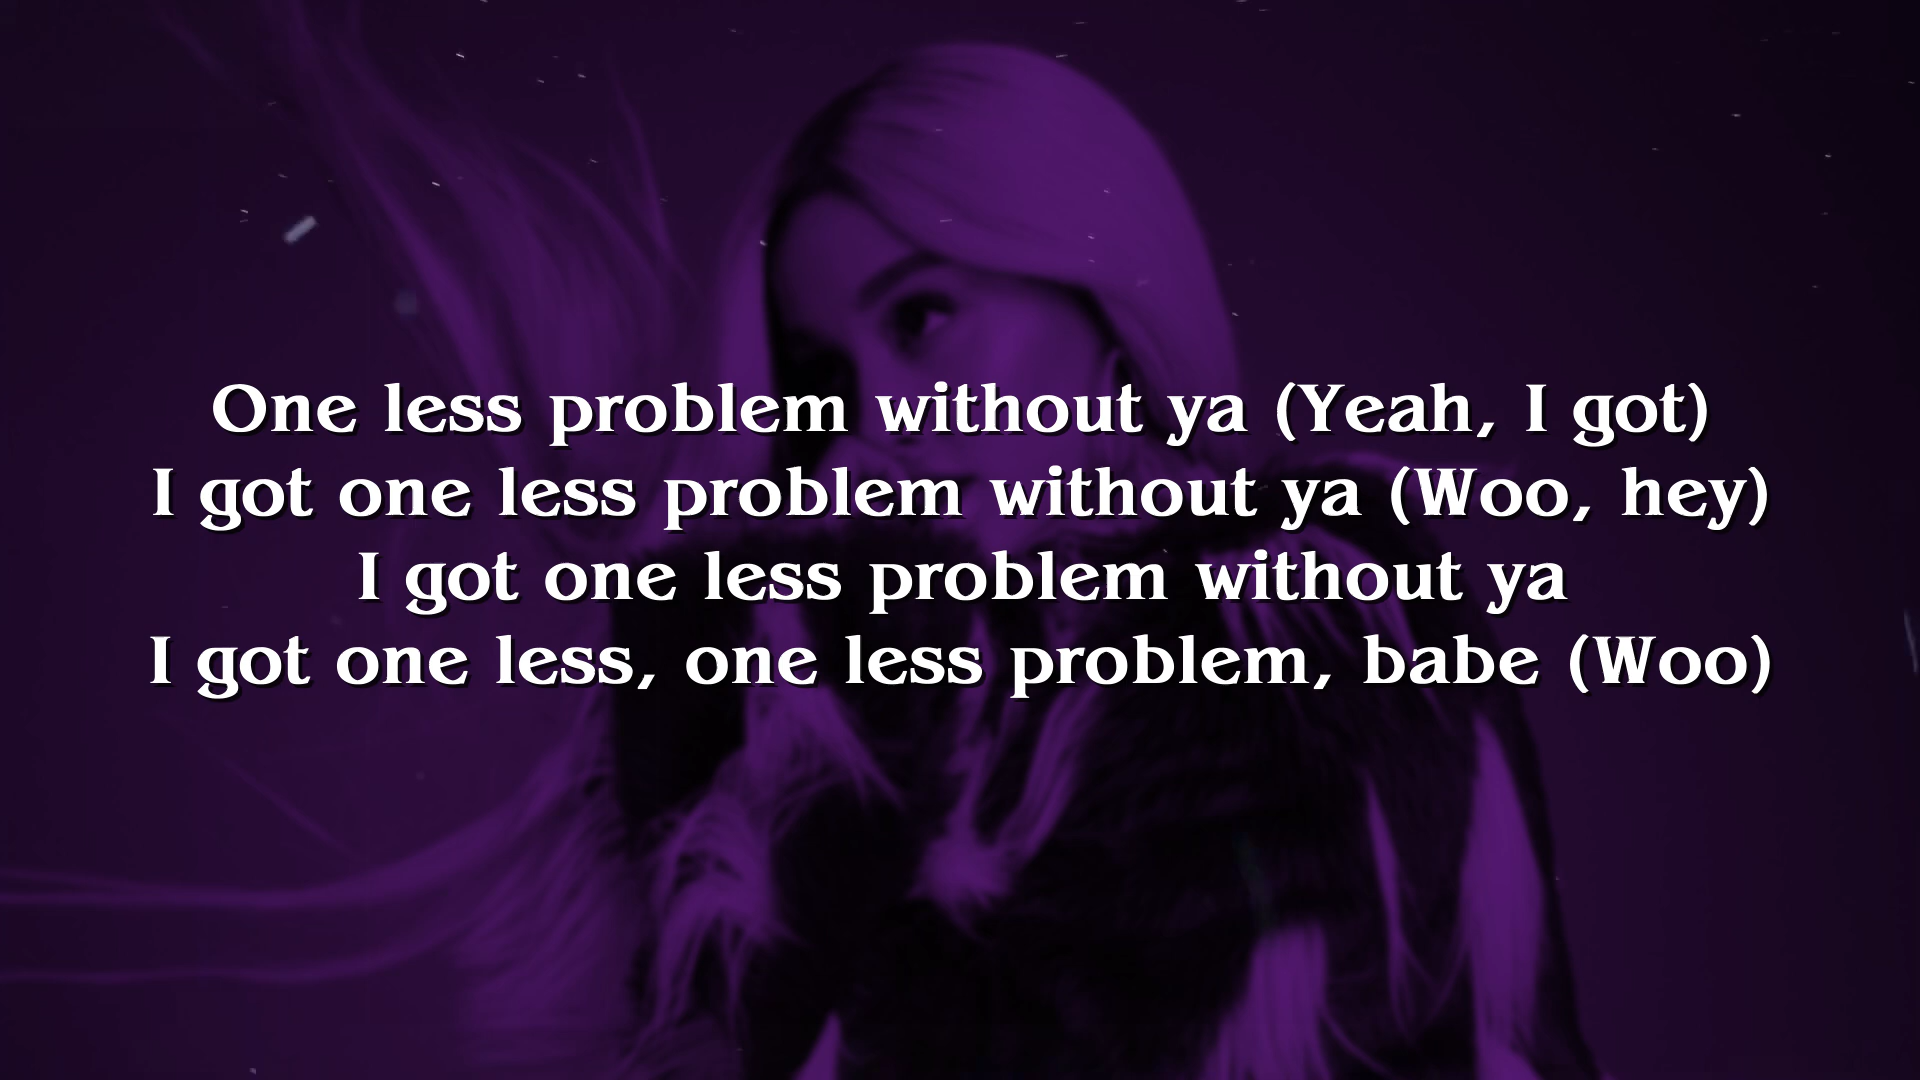 One less problem without ya (Yeah, I got)
I got one less problem without ya (Woo, hey)
I got one less problem without ya
I got one less, one less problem, babe (Woo)